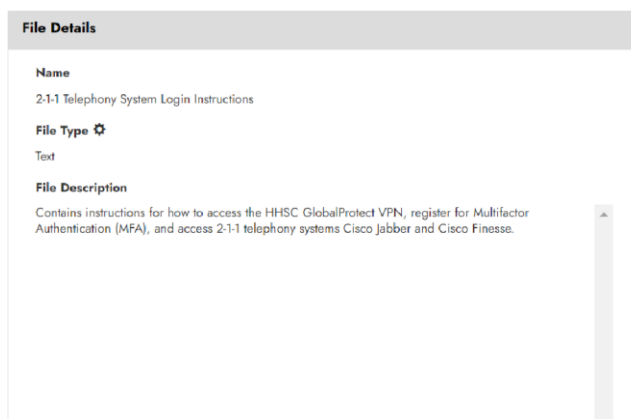 File Details
Name
2-1-1 Telephony System Login Instructions
File Type
Text
File Description
Contains instructions for how to access the HHSC GlobalProtect VPN, register for Multifactor
Authentication (MFA), and access 2-1-1 telephony systems Cisco Jabber and Cisco Finesse.